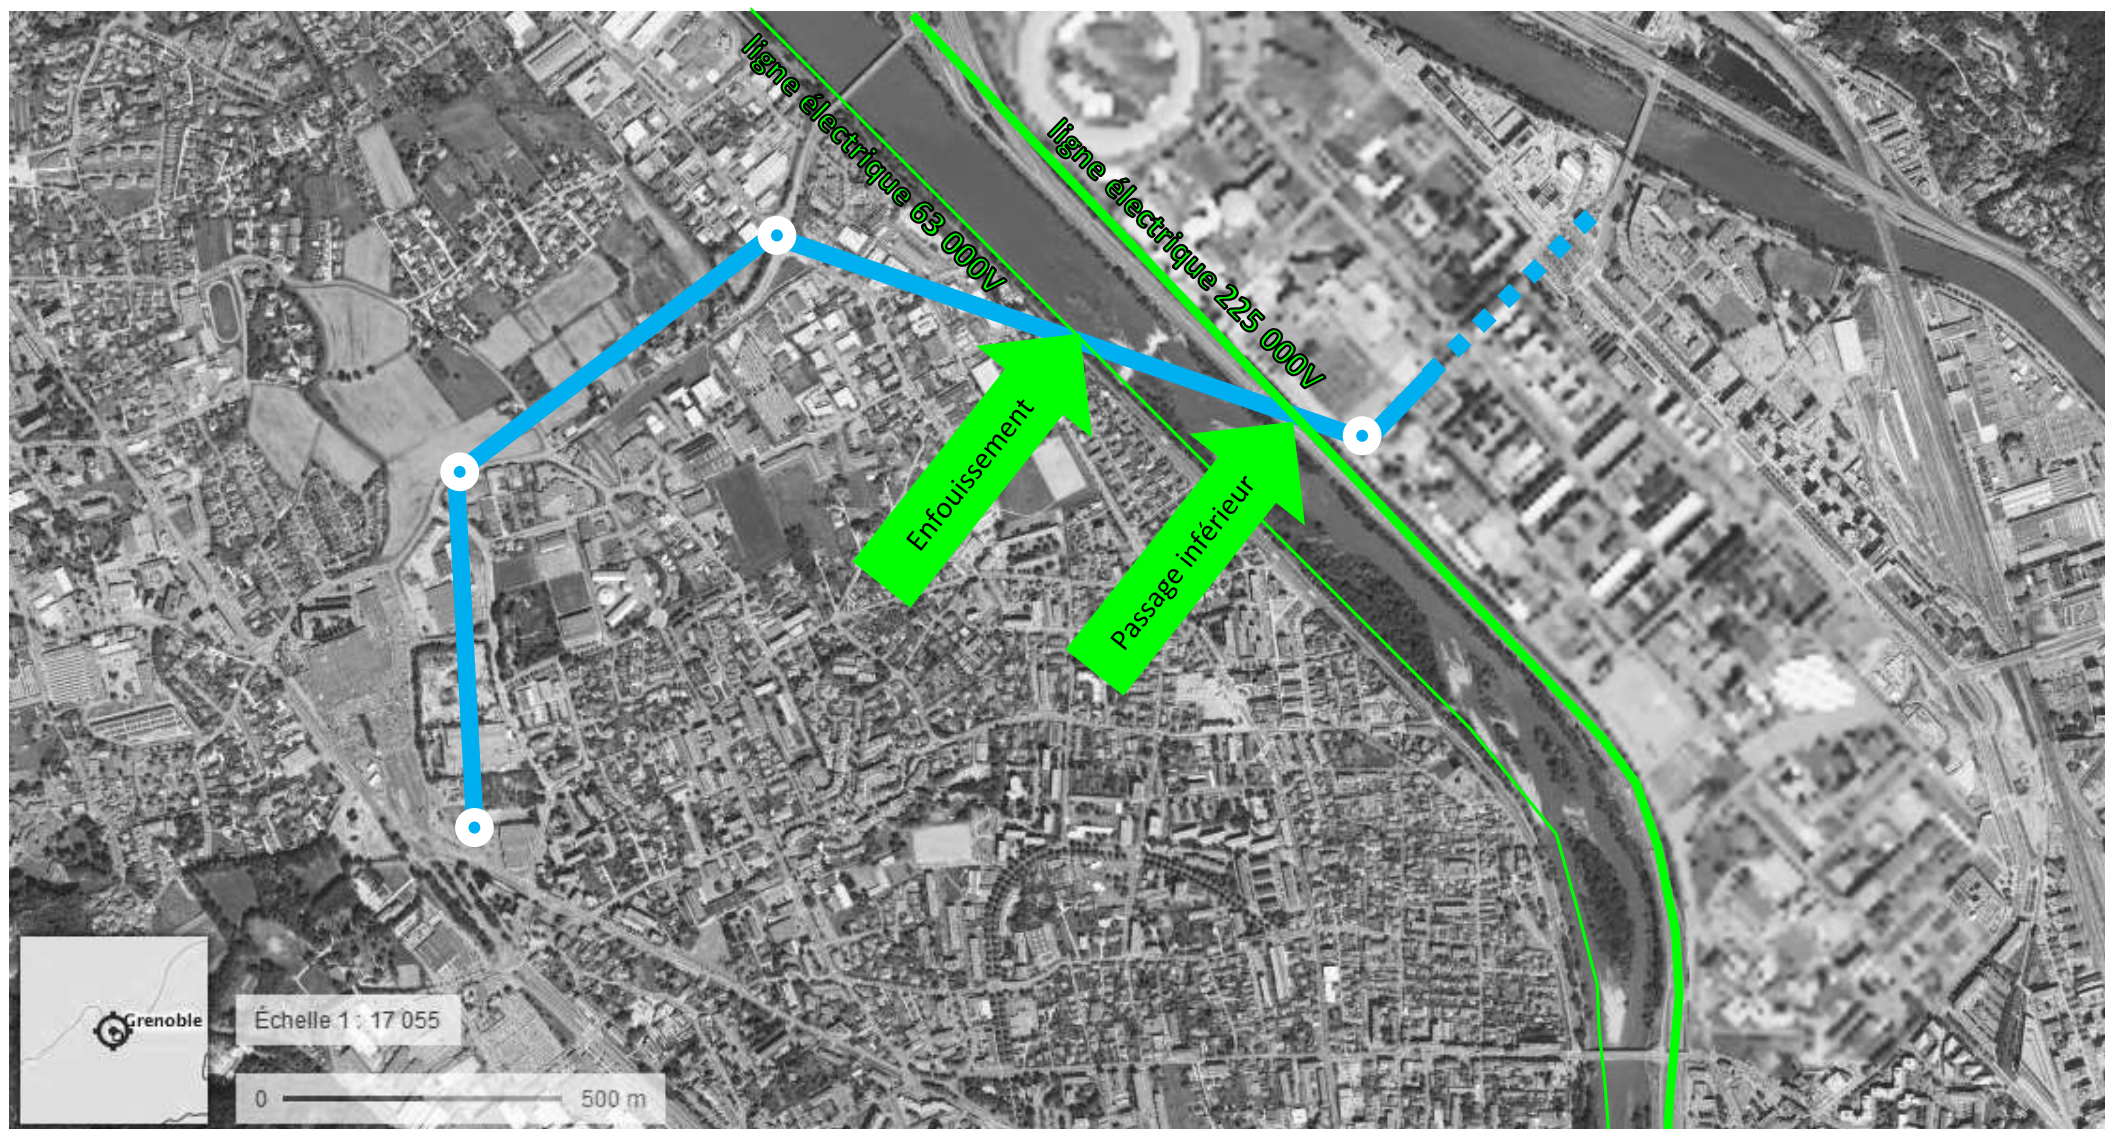 ligne électrique 63 000V
ligne électrique 225 000V
Enfouissement
Passage inférieur
Grenoble
Échelle 1 : 17 055
0 500 m